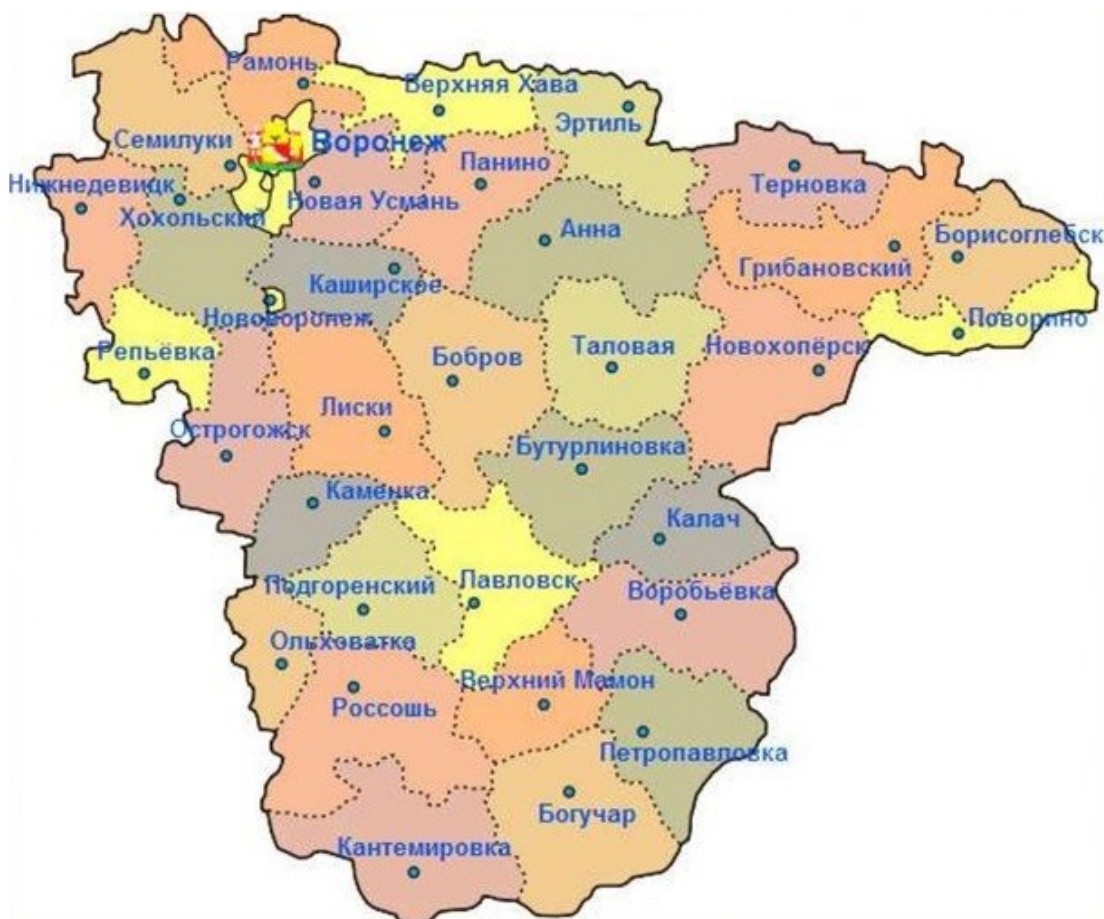 Рамонь
Верхняя Хава
Эртиль
Воронеж
Семилуки
Панино
Терновка
Нижнедевицк
Новая Усмань
Хохольский
Анна
Борисоглебск
Грибановский
Каширское
Нововоронеж
Поворино
Репьёвка
Бобров
Таловая
Новохопёрск
Лиски
Острогожск
Бутурлиновка
Каменка
Калач
Подгоренский
Павловск
Воробьёвка
Ольховатка
Верхний Мамон
Россошь
Петропавловка
Богучар
Кантемировка